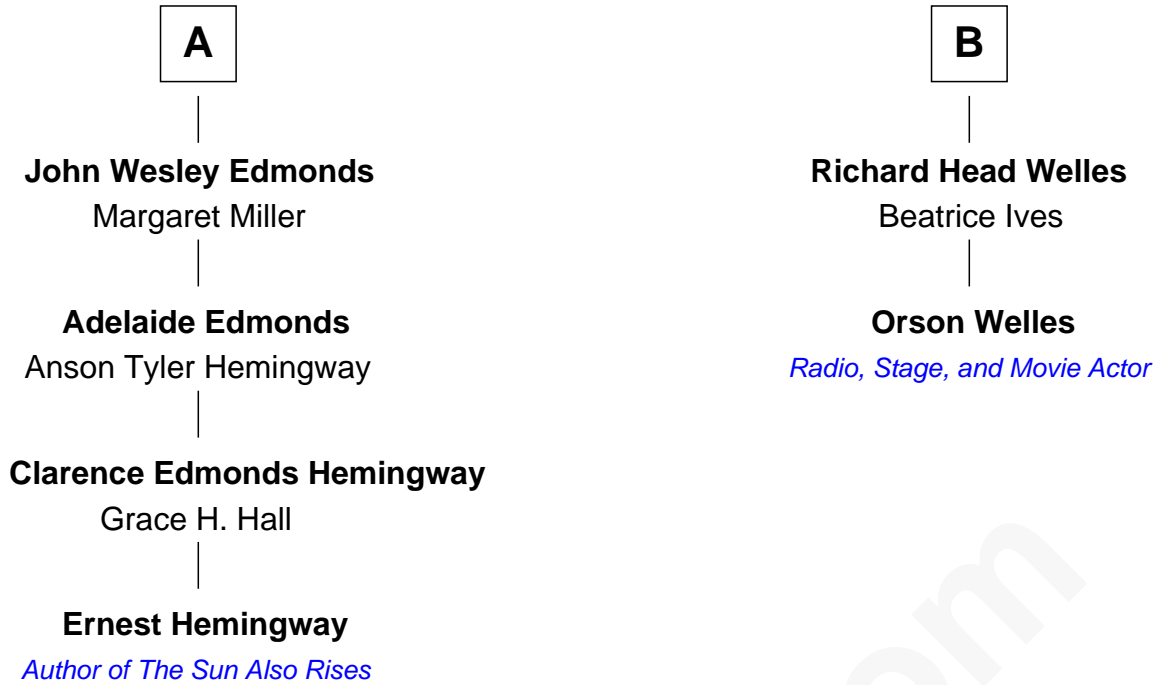 A
John Wesley Edmonds
Margaret Miller
Adelaide Edmonds
Anson Tyler Hemingway
Clarence Edmonds Hemingway
Grace H. Hall
Ernest Hemingway
Author of The Sun Also Rises
B
Richard Head Welles
Beatrice Ives
Orson Welles
Radio, Stage, and Movie Actor
om